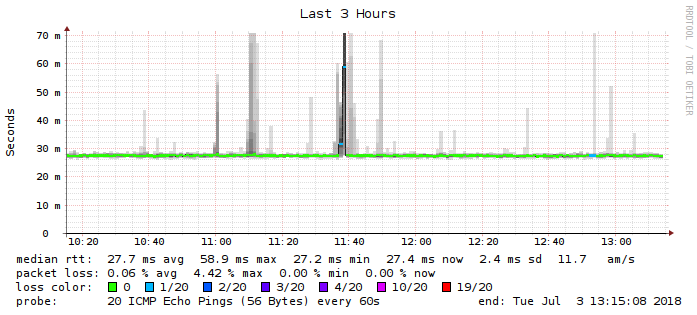 Last 3 Hours
RRDTOOL / TOBI OETIKER
Seconds
70 m
60 m
50 m
40 m
30 m
20 m
10 m
0
10:20 10:40 11:00 11:20 11:40 12:00 12:20 12:40 13:00
median rtt: 27.7 ms avg 58.9 ms max 27.2 ms min 27.4 ms now 2.4 ms sd 11.7 am/s
packet loss: 0.06 % avg 4.42 % max 0.00 % min 0.00 % now
loss color: 0 1/20 2/20 3/20 4/20 10/20 19/20
probe: 20 ICMP Echo Pings (56 Bytes) every 60s end: Tue Jul 3 13:15:08 2018